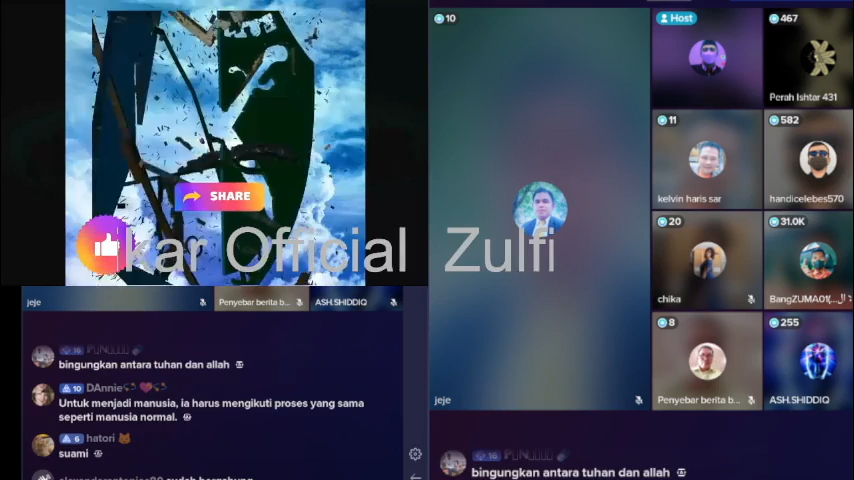 SHARE
kar Official Zulfi
jeje
Penyebar berita b...
ASH.SHIDDIQ
16
bingungkan antara tuhan dan allah
10 DAnnie
Untuk menjadi manusia, ia harus mengikuti proses yang sama
seperti manusia normal.
6 hatori
suami
10
jeje
Host
467
Perah Ishtar 431
11
kelvin haris sar
582
handicelebes570
20
chika
31.0K
BangZUMA01(...
8
Penyebar berita b...
255
ASH.SHIDDIQ
16
bingungkan antara tuhan dan allah